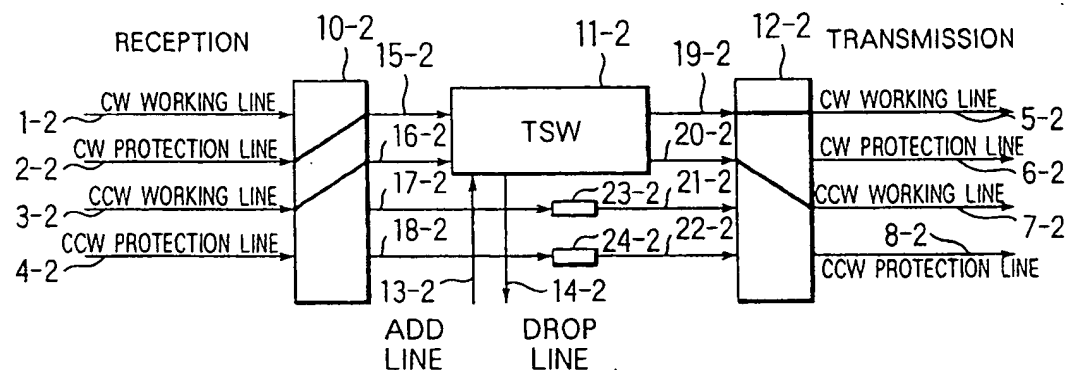 RECEPTION
10-2
15-2
11-2
19-2
12-2
TRANSMISSION
CW WORKING LINE
1-2
TSW
CW WORKING LINE
5-2
16-2
20-2
CW PROTECTION LINE
2-2
CW PROTECTION LINE
6-2
17-2
23-2
21-2
CCW WORKING LINE
3-2
CCW WORKING LINE
7-2
18-2
24-2
22-2
8-2
CCW PROTECTION LINE
4-2
CCW PROTECTION LINE
13-2
14-2
ADD
LINE
DROP
LINE